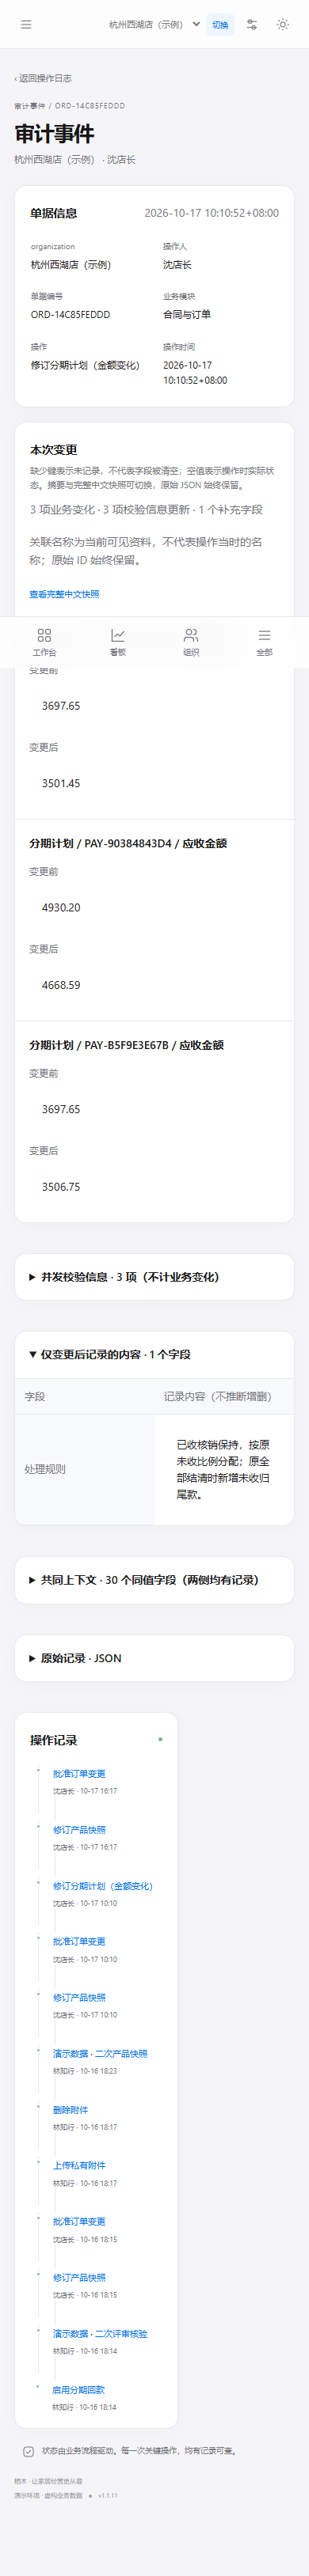 杭州西湖店（示例）
切换
‹ 返回操作日志
审计事件 / ORD-14C85FEDDD
审计事件
杭州西湖店（示例） · 沈店长
单据信息
2026-10-17 10:10:52+08:00
organization
操作人
杭州西湖店（示例）
沈店长
单据编号
业务模块
ORD-14C85FEDDD
合同与订单
操作
操作时间
修订分期计划（金额变化）
2026-10-17
10:10:52+08:00
本次变更
缺少键表示未记录，不代表字段被清空；空值表示操作时实际状
态。摘要与完整中文快照可切换，原始 JSON 始终保留。
3 项业务变化 · 3 项校验信息更新 · 1 个补充字段
关联名称为当前可见资料，不代表操作当时的名
称；原始 ID 始终保留。
查看完整中文快照
工作台
看板
组织
全部
变更前
3697.65
变更后
3501.45
分期计划 / PAY-90384843D4 / 应收金额
变更前
4930.20
变更后
4668.59
分期计划 / PAY-B5F9E3E67B / 应收金额
变更前
3697.65
变更后
3506.75
▶ 并发校验信息 · 3 项（不计业务变化）
▼ 仅变更后记录的内容 · 1 个字段
字段
记录内容（不推断增删）
处理规则
已收核销保持，按原
未收比例分配；原全
部结清时新增未收归
尾款。
▶ 共同上下文 · 30 个同值字段（两侧均有记录）
▶ 原始记录 · JSON
操作记录
批准订单变更
沈店长 · 10-17 16:17
修订产品快照
沈店长 · 10-17 16:17
修订分期计划（金额变化）
沈店长 · 10-17 10:10
批准订单变更
沈店长 · 10-17 10:10
修订产品快照
沈店长 · 10-17 10:10
演示数据 · 二次产品快照
林知行 · 10-16 18:23
删除附件
林知行 · 10-16 18:17
上传私有附件
林知行 · 10-16 18:17
批准订单变更
沈店长 · 10-16 18:15
修订产品快照
沈店长 · 10-16 18:15
演示数据 · 二次评审核验
林知行 · 10-16 18:14
启用分期回款
林知行 · 10-16 18:14
状态由业务流程驱动。每一次关键操作，均有记录可查。
栖木 · 让家居经营更从容
演示环境 · 虚构业务数据 ● v1.1.11